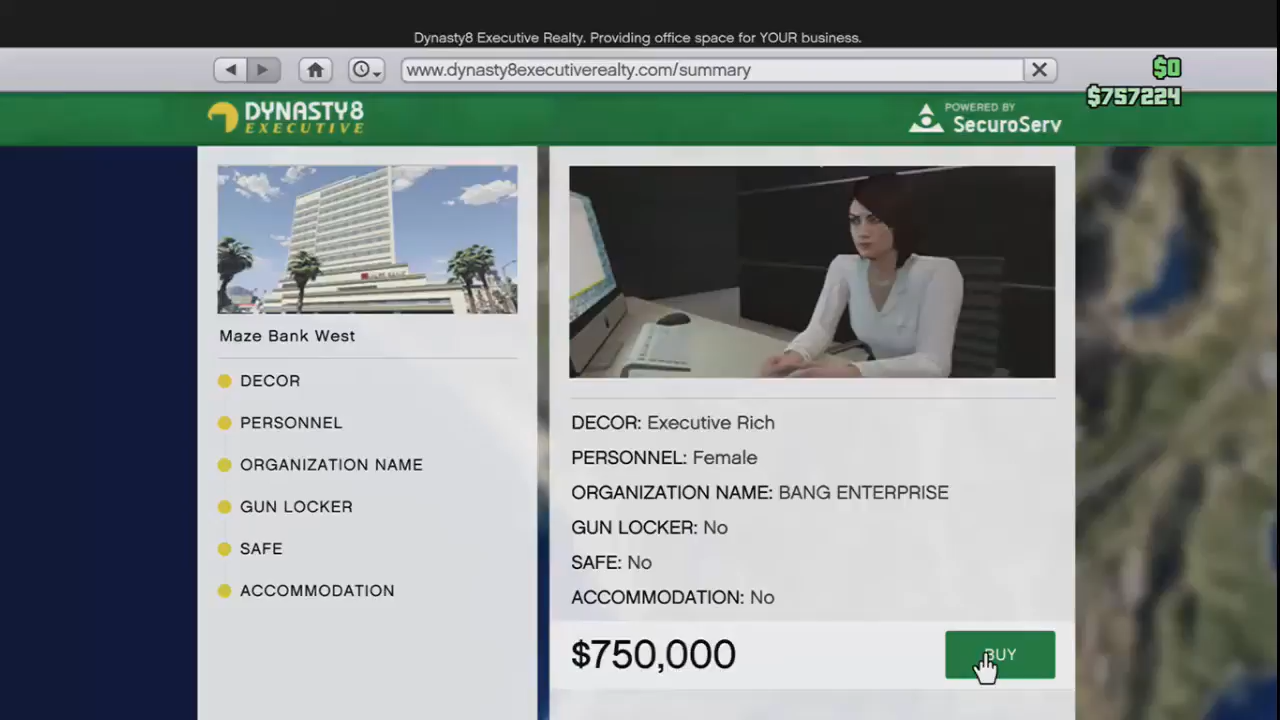 Dynasty8 Executive Realty. Providing office space for YOUR business.
www.dynasty8executiverealty.com/summary
$0
$757224
DYNASTY8
EXECUTIVE
POWERED BY
SecuroServ
Maze Bank West
DECOR
PERSONNEL
ORGANIZATION NAME
GUN LOCKER
SAFE
ACCOMMODATION
DECOR: Executive Rich
PERSONNEL: Female
ORGANIZATION NAME: BANG ENTERPRISE
GUN LOCKER: No
SAFE: No
ACCOMMODATION: No
$750,000
BUY